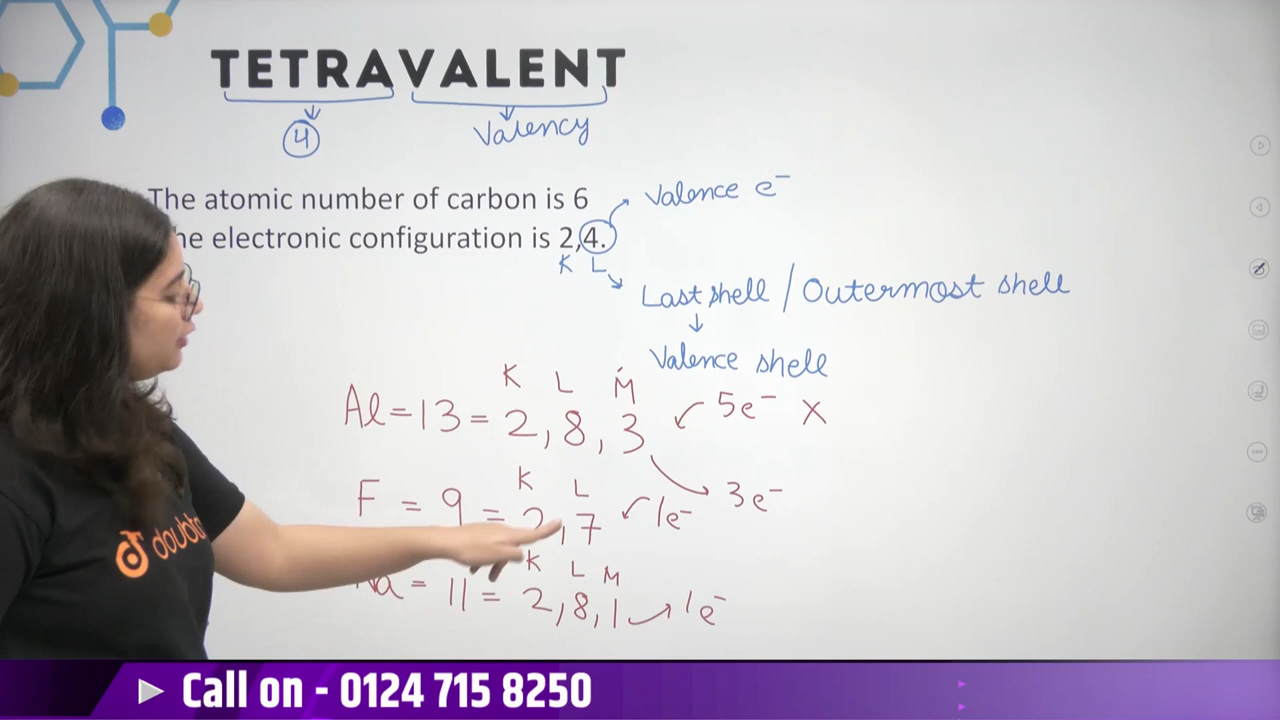 TETRAVALENT
4 Valency
The atomic number of carbon is 6
he electronic configuration is 2,4.
Valence e⁻
K L
Last shell / Outermost shell
Valence shell
K L M
Al = 13 = 2, 8, 3 5e⁻ X
3e⁻
K L
F = 9 = 2, 7 1e⁻
K L M
Na = 11 = 2, 8, 1 1e⁻
doubt
Call on - 0124 715 8250